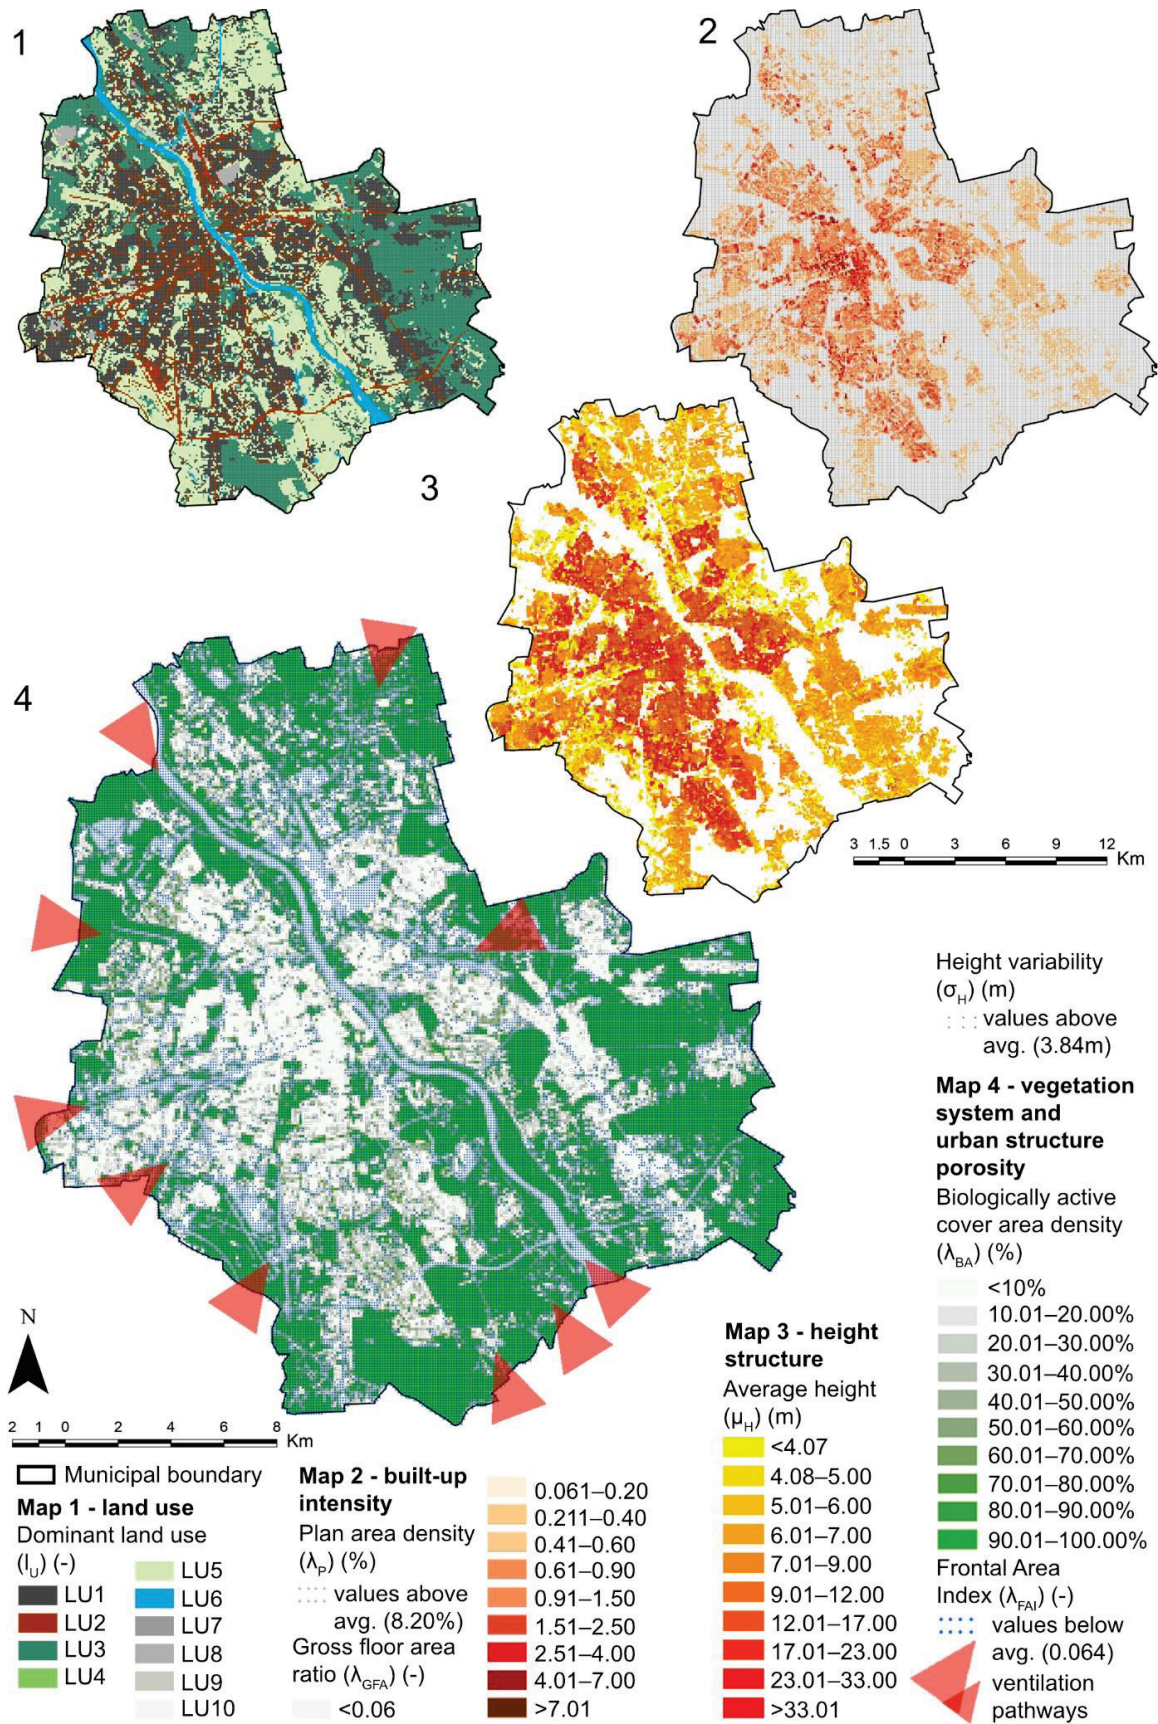 1
2
3
4
3 1.5 0 3 6 9 12
Km
N
2 1 0 2 4 6 8
Km
Municipal boundary
Map 1 - land use
Dominant land use
(lU) (-)
LU1
LU2
LU3
LU4
LU5
LU6
LU7
LU8
LU9
LU10
Map 2 - built-up
intensity
Plan area density
(λP) (%)
values above
avg. (8.20%)
Gross floor area
ratio (λGFA) (-)
<0.06
0.061–0.20
0.211–0.40
0.41–0.60
0.61–0.90
0.91–1.50
1.51–2.50
2.51–4.00
4.01–7.00
>7.01
Map 3 - height
structure
Average height
(μH) (m)
<4.07
4.08–5.00
5.01–6.00
6.01–7.00
7.01–9.00
9.01–12.00
12.01–17.00
17.01–23.00
23.01–33.00
>33.01
Height variability
(σH) (m)
values above
avg. (3.84m)
Map 4 - vegetation
system and
urban structure
porosity
Biologically active
cover area density
(λBA) (%)
<10%
10.01–20.00%
20.01–30.00%
30.01–40.00%
40.01–50.00%
50.01–60.00%
60.01–70.00%
70.01–80.00%
80.01–90.00%
90.01–100.00%
Frontal Area
Index (λFAI) (-)
values below
avg. (0.064)
ventilation
pathways